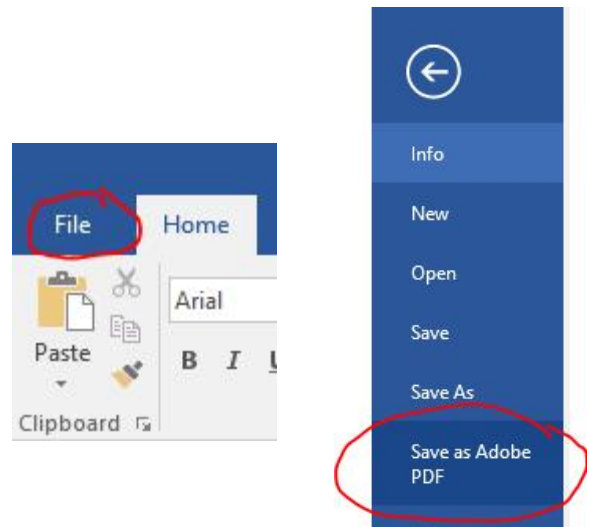 File Home
Arial
Paste
B I U
Clipboard
Info
New
Open
Save
Save As
Save as Adobe
PDF